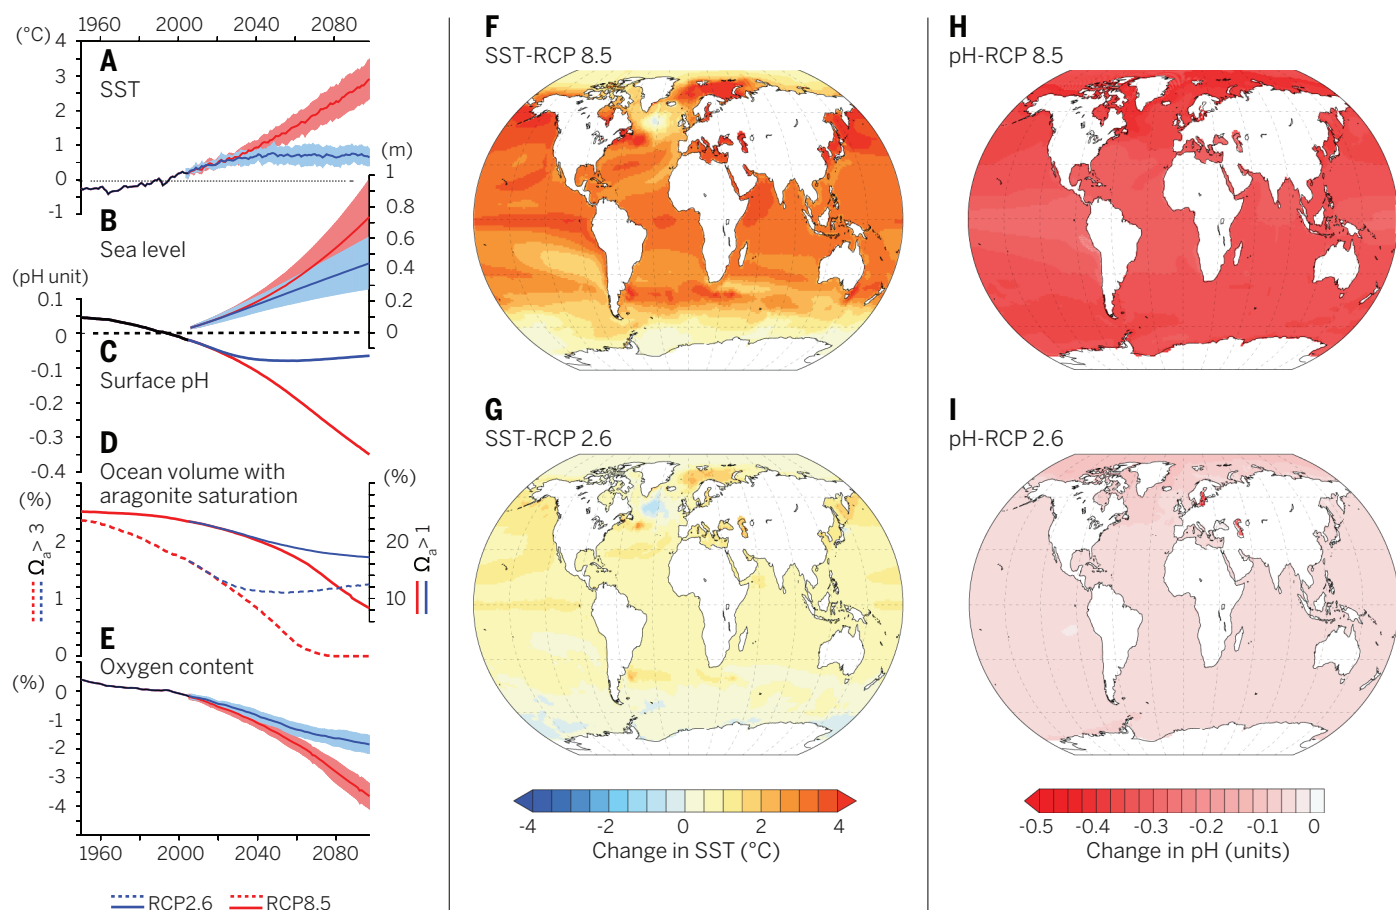 1960 2000 2040 2080
(°C)
4
3
2
1
0
-1
A
SST
(m)
1
0.8
0.6
0.4
0.2
0
B
Sea level
(pH unit)
0.1
0
-0.1
-0.2
-0.3
-0.4
C
Surface pH
D
Ocean volume with
aragonite saturation
(%)
2
1
0
Ωa> 3
(%)
20
10
Ωa> 1
E
Oxygen content
(%)
0
-1
-2
-3
-4
1960 2000 2040 2080
RCP2.6 RCP8.5
F
SST-RCP 8.5
G
SST-RCP 2.6
-4 -2 0 2 4
Change in SST (°C)
H
pH-RCP 8.5
I
pH-RCP 2.6
-0.5 -0.4 -0.3 -0.2 -0.1 0
Change in pH (units)